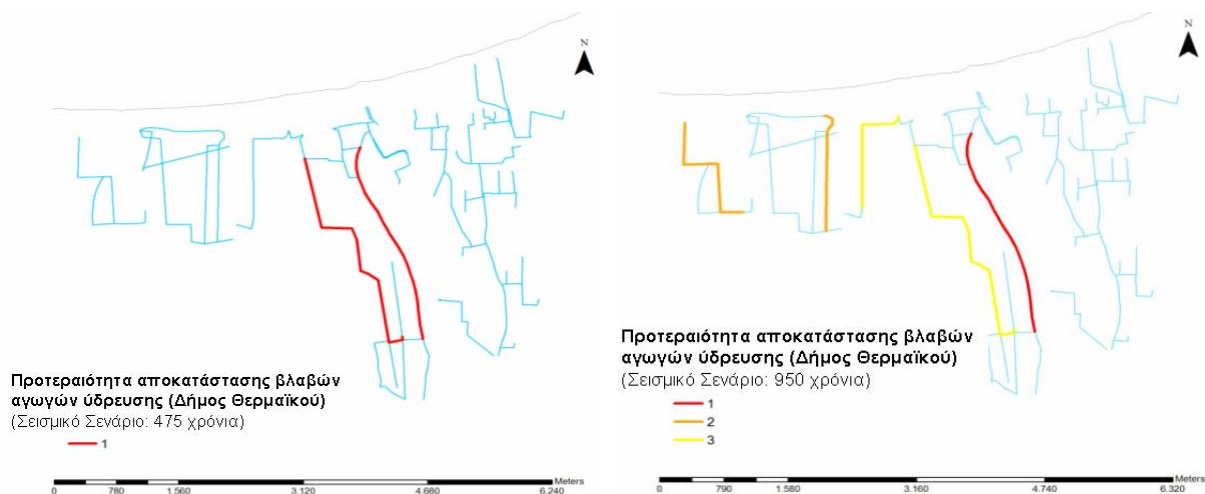 N
Προτεραιότητα αποκατάστασης βλαβών
αγωγών ύδρευσης (Δήμος Θερμαϊκού)
(Σεισμικό Σενάριο: 475 χρόνια)
1
Meters
0 780 1.560 3.120 4.680 6.240
N
Προτεραιότητα αποκατάστασης βλαβών
αγωγών ύδρευσης (Δήμος Θερμαϊκού)
(Σεισμικό Σενάριο: 950 χρόνια)
1
2
3
Meters
0 790 1.580 3.160 4.740 6.320